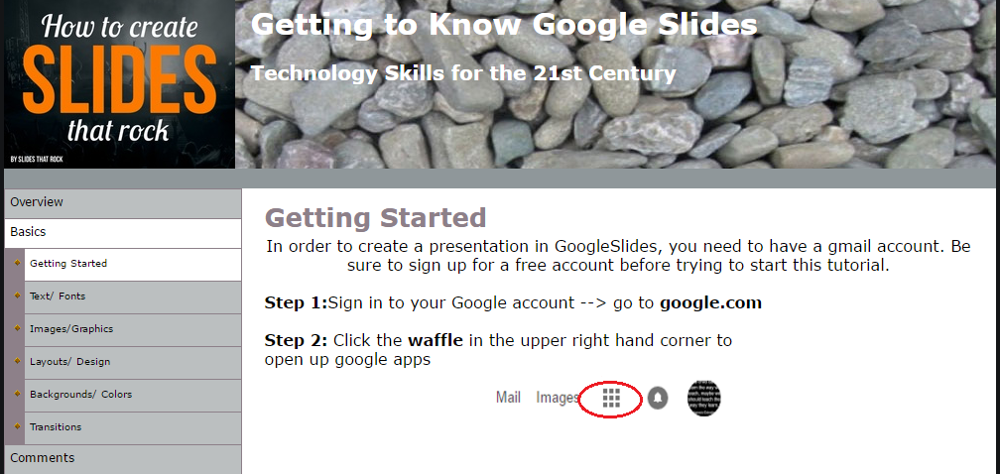 How to create
SLIDES
that rock
BY SLIDES THAT ROCK
Getting to Know Google Slides
Technology Skills for the 21st Century
Overview
Basics
Getting Started
Text/ Fonts
Images/Graphics
Layouts/ Design
Backgrounds/ Colors
Transitions
Comments
Getting Started
In order to create a presentation in GoogleSlides, you need to have a gmail account. Be
sure to sign up for a free account before trying to start this tutorial.
Step 1:Sign in to your Google account --> go to google.com
Step 2: Click the waffle in the upper right hand corner to
open up google apps
Mail Images